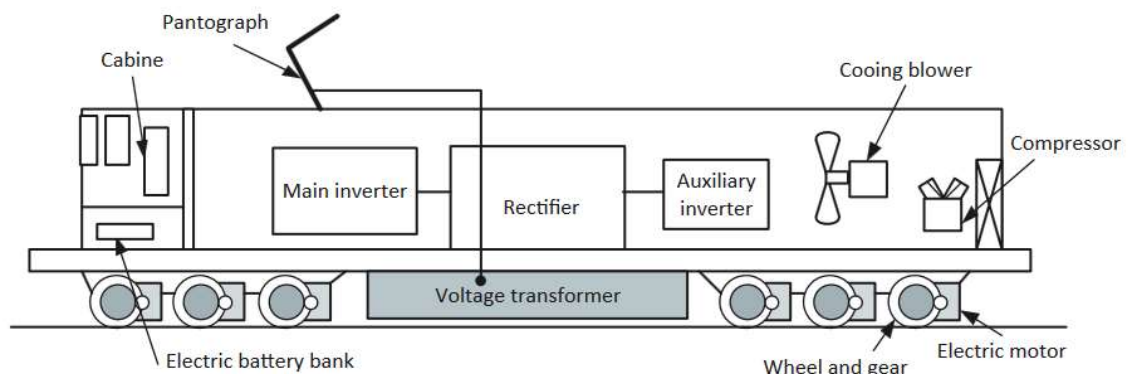 Pantograph
Cabine
Cooing blower
Compressor
Main inverter
Rectifier
Auxiliary
inverter
Voltage transformer
Electric battery bank
Wheel and gear
Electric motor